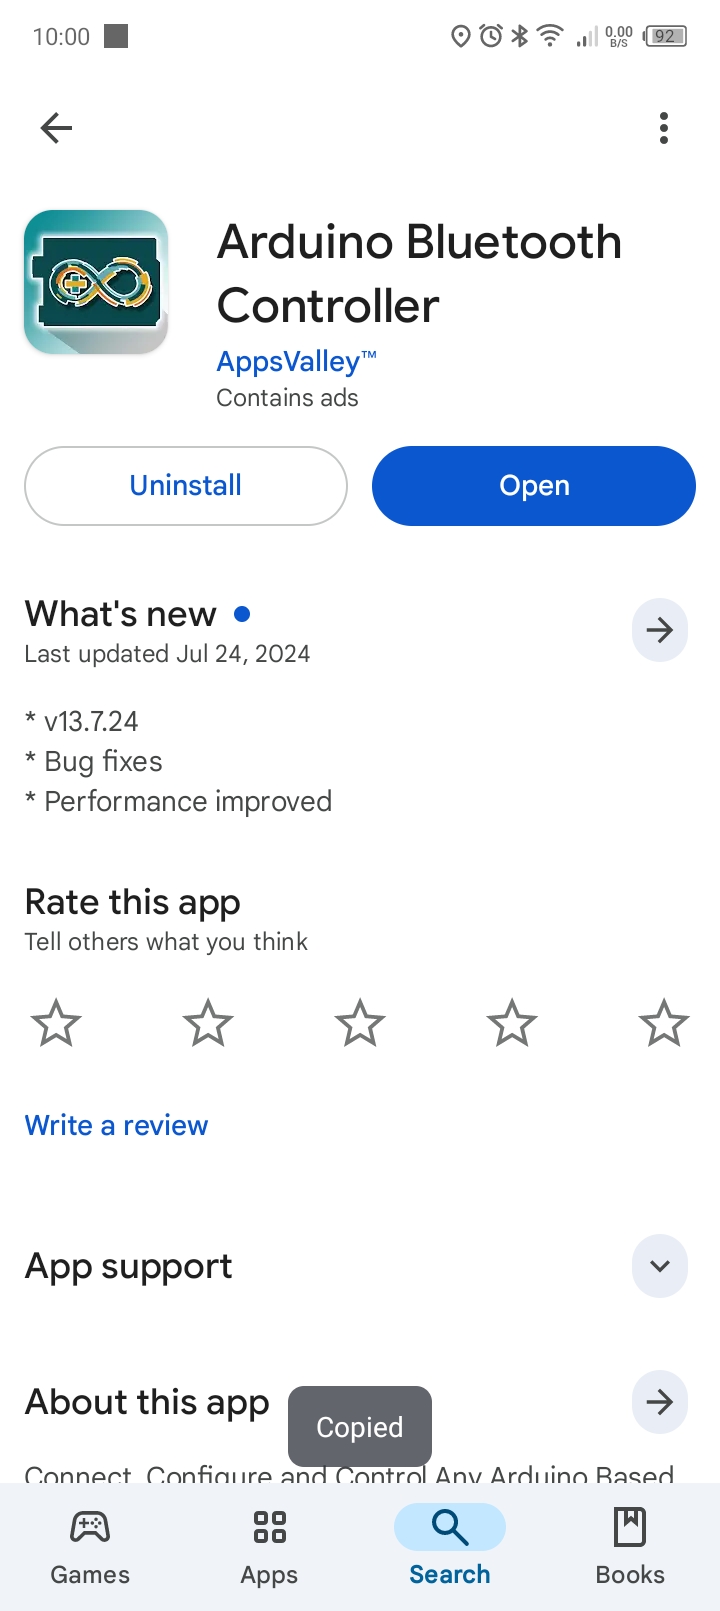 10:00
0.00
B/S
92
Arduino Bluetooth
Controller
AppsValley™
Contains ads
Uninstall
Open
What's new
Last updated Jul 24, 2024
* v13.7.24
* Bug fixes
* Performance improved
Rate this app
Tell others what you think
Write a review
App support
About this app
Copied
Connect, Configure and Control Any Arduino Based
Games
Apps
Search
Books